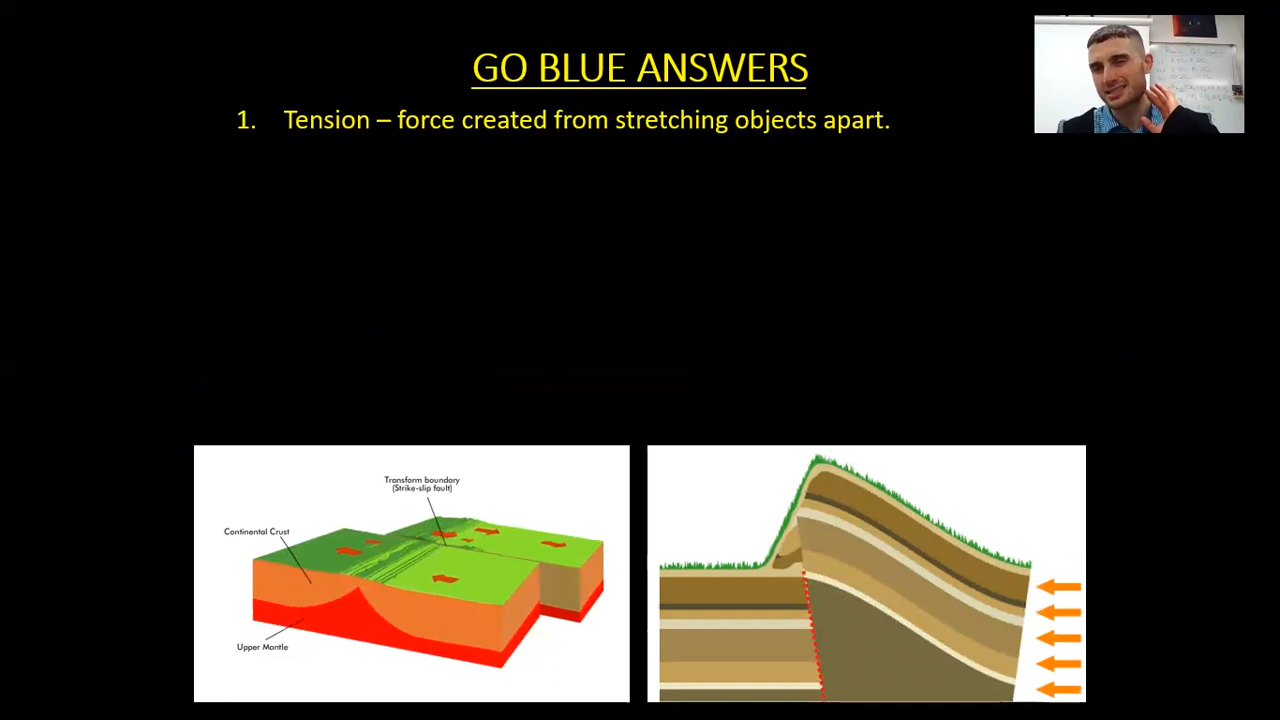 GO BLUE ANSWERS
1. Tension – force created from stretching objects apart.
Transform boundary
(Strike-slip fault)
Continental Crust
Upper Mantle